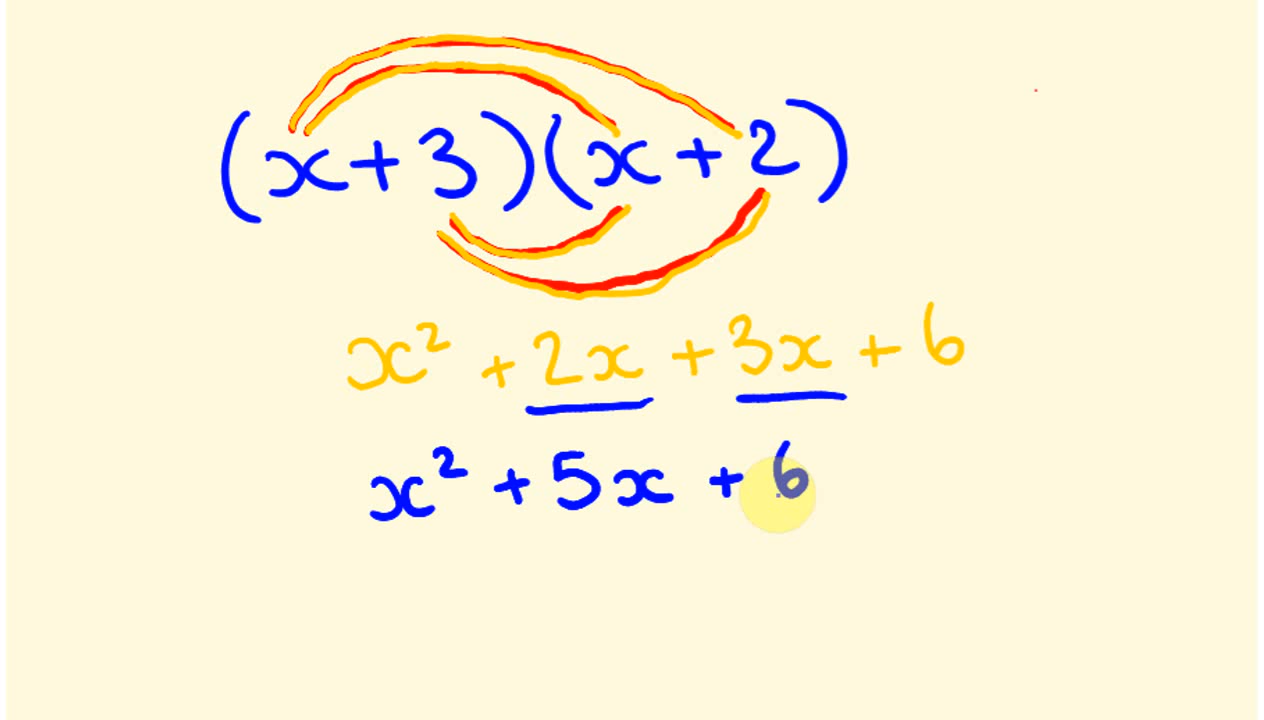 (x+3)(x+2)
x² + 2x + 3x + 6
x² + 5x + 6